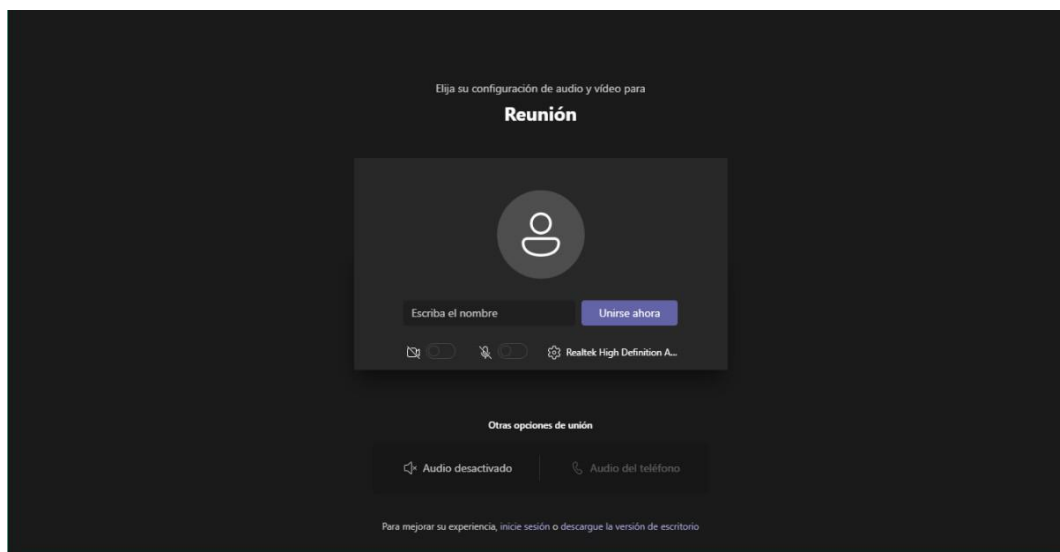 Elija su configuración de audio y vídeo para
Reunión
Escriba el nombre
Unirse ahora
Realtek High Definition A...
Otras opciones de unión
Audio desactivado
Audio del teléfono
Para mejorar su experiencia, inicie sesión o descargue la versión de escritorio